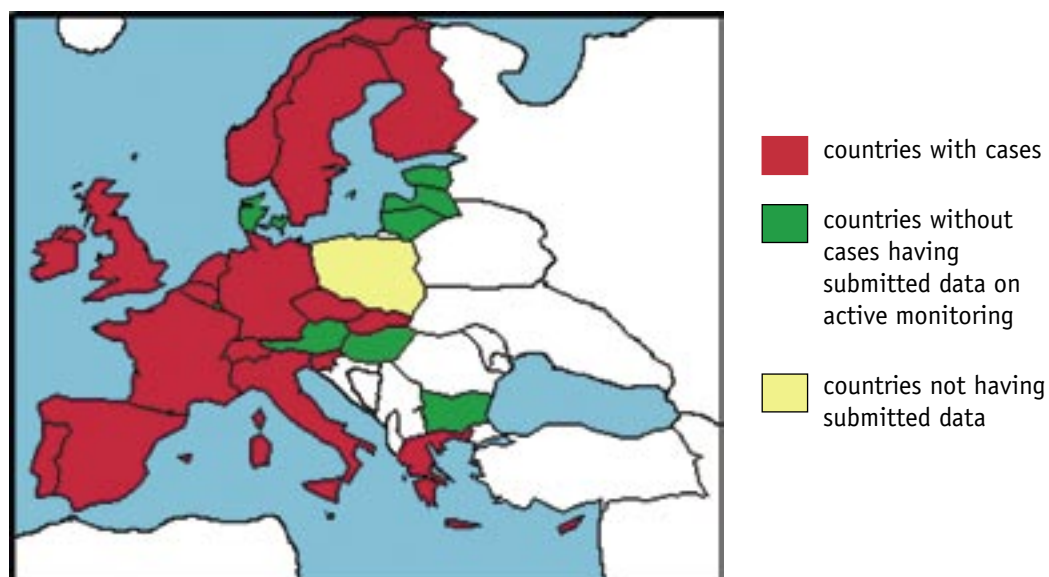 countries with cases
countries without
cases having
submitted data on
active monitoring
countries not having
submitted data